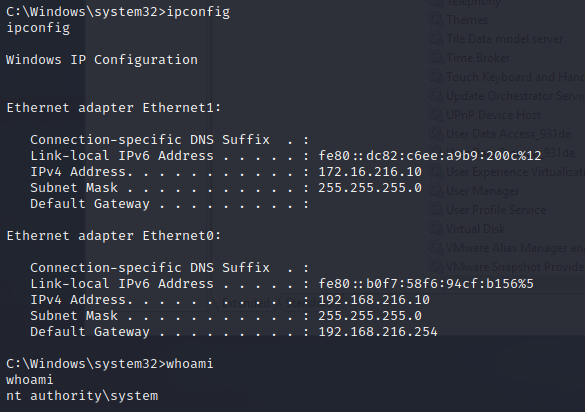 C:\Windows\system32>ipconfig
ipconfig
Windows IP Configuration
Ethernet adapter Ethernet1:
Connection-specific DNS Suffix . :
Link-local IPv6 Address . . . . . : fe80::dc82:c6ee:a9b9:200c%12
IPv4 Address. . . . . . . . . . . : 172.16.216.10
Subnet Mask . . . . . . . . . . . : 255.255.255.0
Default Gateway . . . . . . . . . :
Ethernet adapter Ethernet0:
Connection-specific DNS Suffix . :
Link-local IPv6 Address . . . . . : fe80::b0f7:58f6:94cf:b156%5
IPv4 Address. . . . . . . . . . . : 192.168.216.10
Subnet Mask . . . . . . . . . . . : 255.255.255.0
Default Gateway . . . . . . . . . : 192.168.216.254
C:\Windows\system32>whoami
whoami
nt authority\system
Telephony
Themes
Tile Data model server
Time Broker
Touch Keyboard and Hand
Update Orchestrator Servi
UPnP Device Host
User Data Access_931de
User Experience Virtualizat
User Manager
User Profile Service
Virtual Disk
VMware Alias Manager and
VMware Snapshot Provide